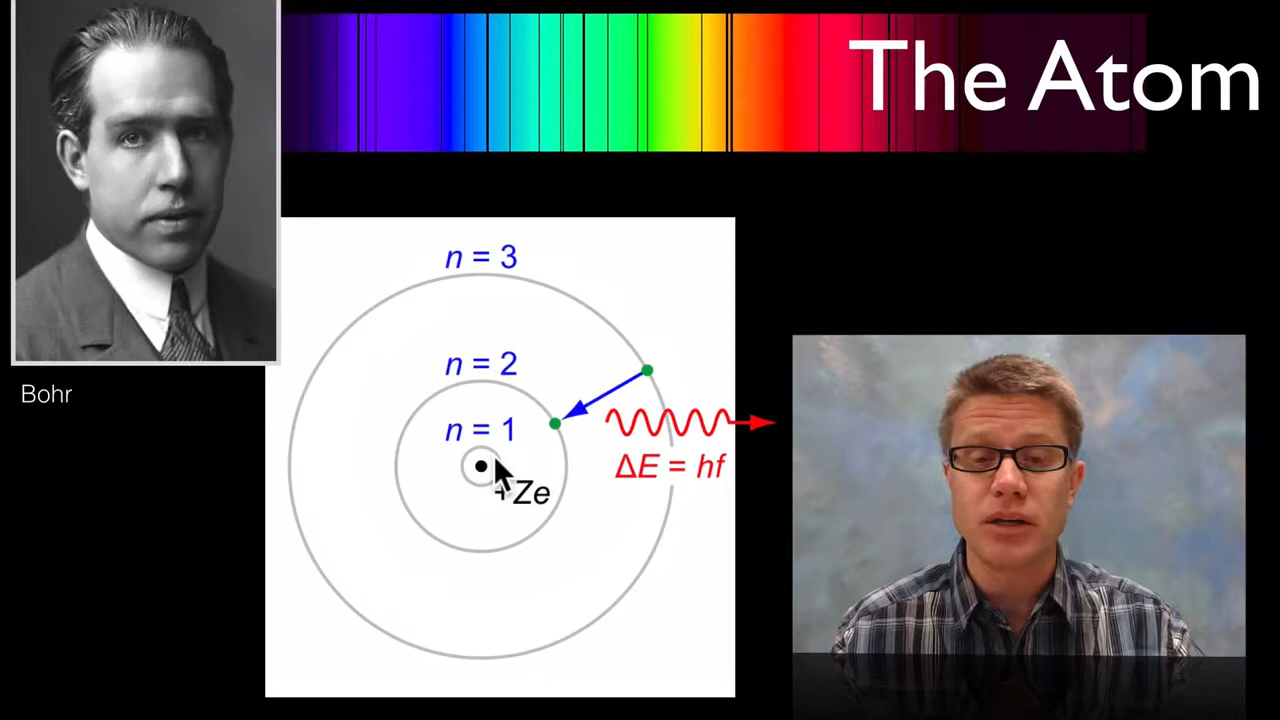 The Atom
Bohr
n = 3
n = 2
n = 1
+Ze
ΔE = hf